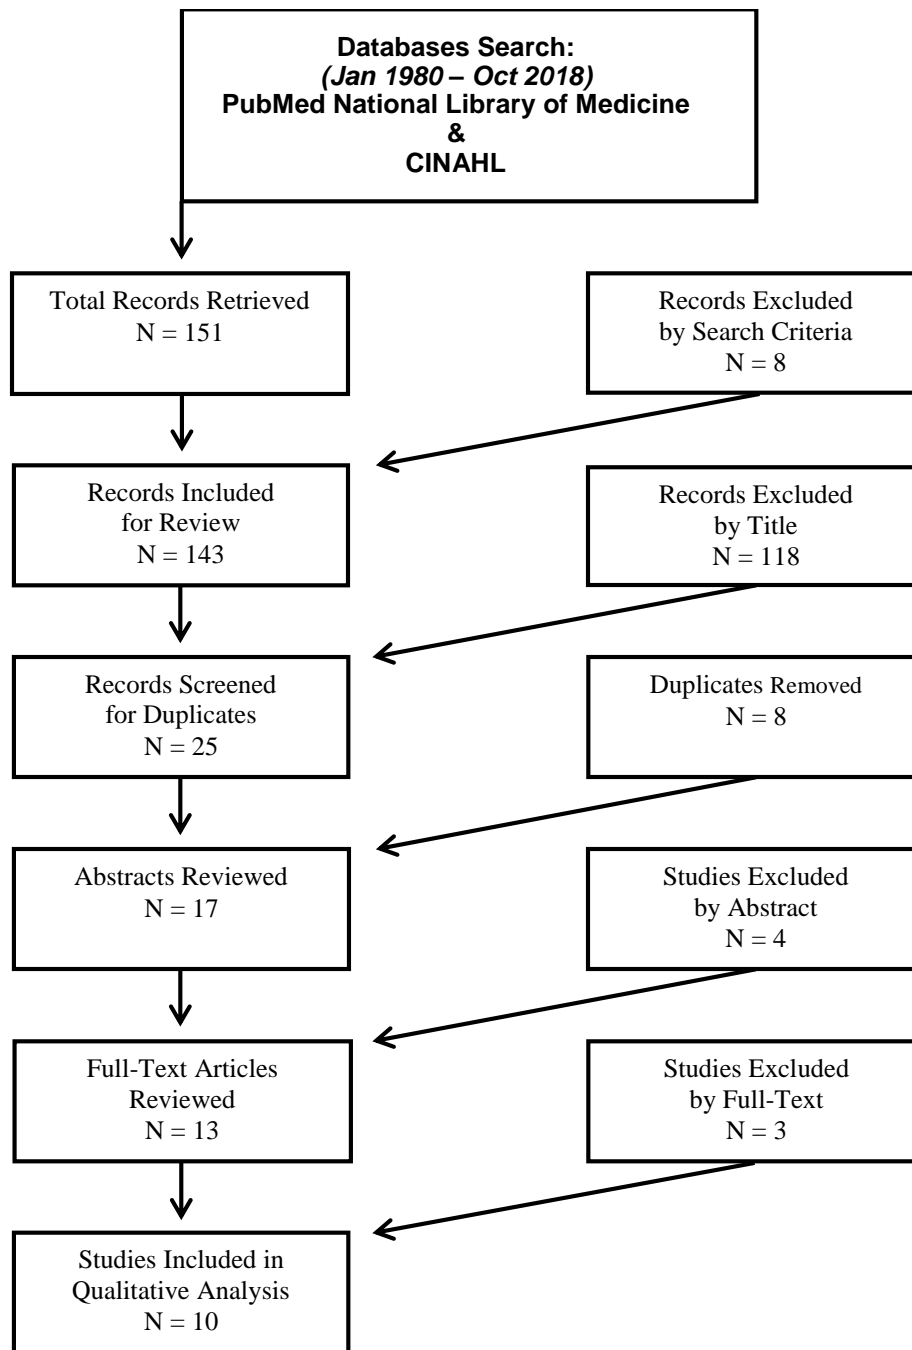 Databases Search:
(Jan 1980 – Oct 2018)
PubMed National Library of Medicine
&
CINAHL
Total Records Retrieved
N = 151
Records Excluded
by Search Criteria
N = 8
Records Included
for Review
N = 143
Records Excluded
by Title
N = 118
Records Screened
for Duplicates
N = 25
Duplicates Removed
N = 8
Abstracts Reviewed
N = 17
Studies Excluded
by Abstract
N = 4
Full-Text Articles
Reviewed
N = 13
Studies Excluded
by Full-Text
N = 3
Studies Included in
Qualitative Analysis
N = 10